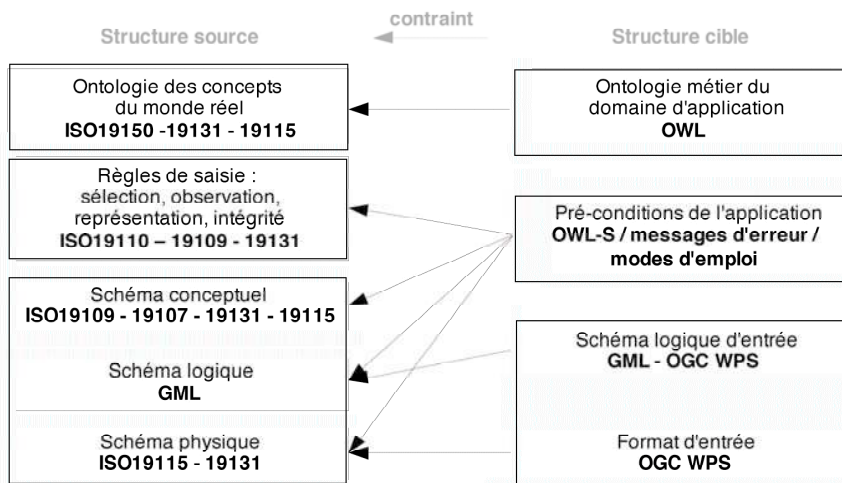 contraint
Structure source
Structure cible
Ontologie des concepts
du monde réel
ISO19150 -19131 - 19115
Règles de saisie :
sélection, observation,
représentation, intégrité
ISO19110 – 19109 - 19131
Schéma conceptuel
ISO19109 - 19107 - 19131 - 19115
Schéma logique
GML
Schéma physique
ISO19115 - 19131
Ontologie métier du
domaine d'application
OWL
Pré-conditions de l'application
OWL-S / messages d'erreur /
modes d'emploi
Schéma logique d'entrée
GML - OGC WPS
Format d'entrée
OGC WPS